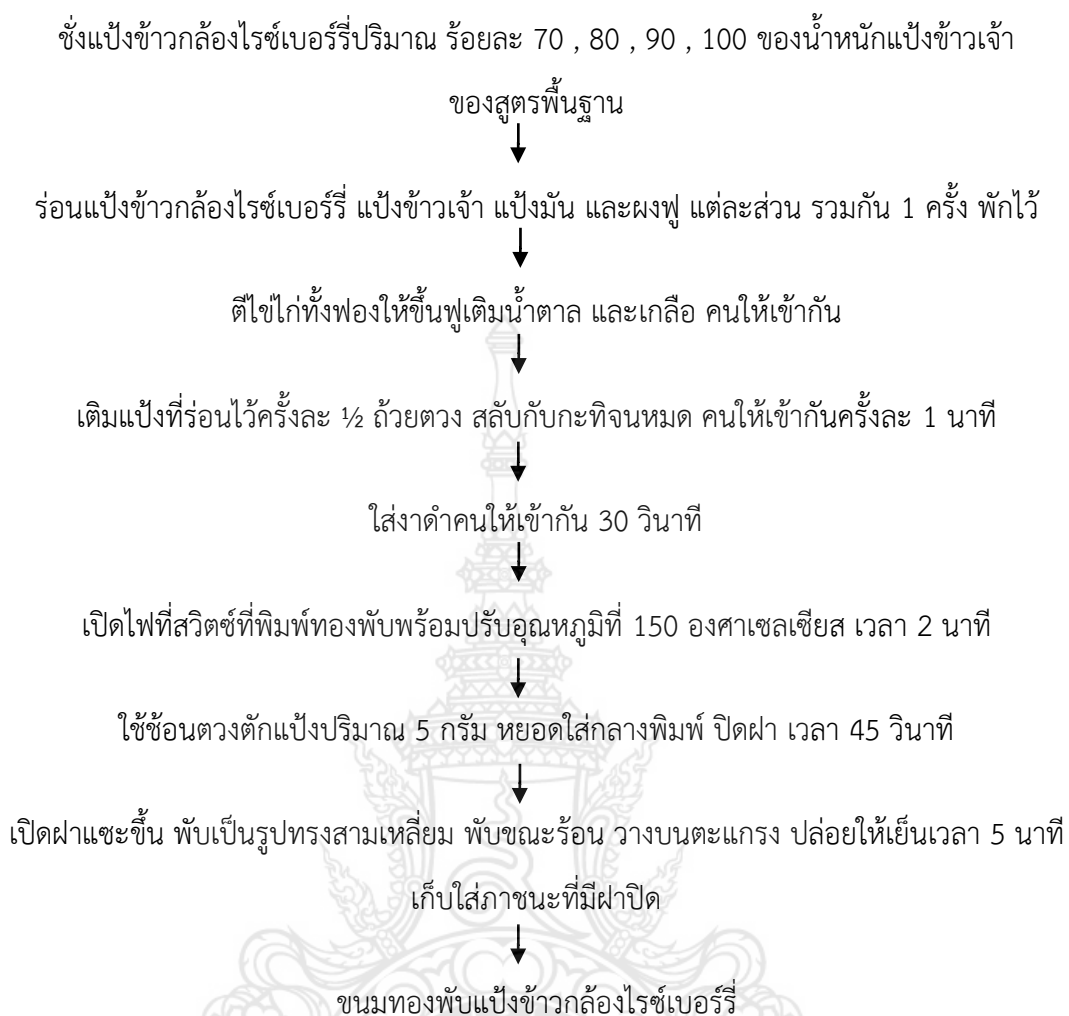 ชั่งแป้งข้าวกล้องไรซ์เบอร์รี่ปริมาณ ร้อยละ 70 , 80 , 90 , 100 ของน้ำหนักแป้งข้าวเจ้า
ของสูตรพื้นฐาน
ร่อนแป้งข้าวกล้องไรซ์เบอร์รี่ แป้งข้าวเจ้า แป้งมัน และผงฟู แต่ละส่วน รวมกัน 1 ครั้ง พักไว้
ตีไข่ไก่ทั้งฟองให้ขึ้นฟูเติมน้ำตาล และเกลือ คนให้เข้ากัน
เติมแป้งที่ร่อนไว้ครั้งละ ½ ถ้วยตวง สลับกับกะทิจนหมด คนให้เข้ากันครั้งละ 1 นาที
ใส่งาดำคนให้เข้ากัน 30 วินาที
เปิดไฟที่สวิตซ์ที่พิมพ์ทองพับพร้อมปรับอุณหภูมิที่ 150 องศาเซลเซียส เวลา 2 นาที
ใช้ช้อนตวงตักแป้งปริมาณ 5 กรัม หยอดใส่กลางพิมพ์ ปิดฝา เวลา 45 วินาที
เปิดฝาแซะขึ้น พับเป็นรูปทรงสามเหลี่ยม พับขณะร้อน วางบนตะแกรง ปล่อยให้เย็นเวลา 5 นาที
เก็บใส่ภาชนะที่มีฝาปิด
ขนมทองพับแป้งข้าวกล้องไรซ์เบอร์รี่